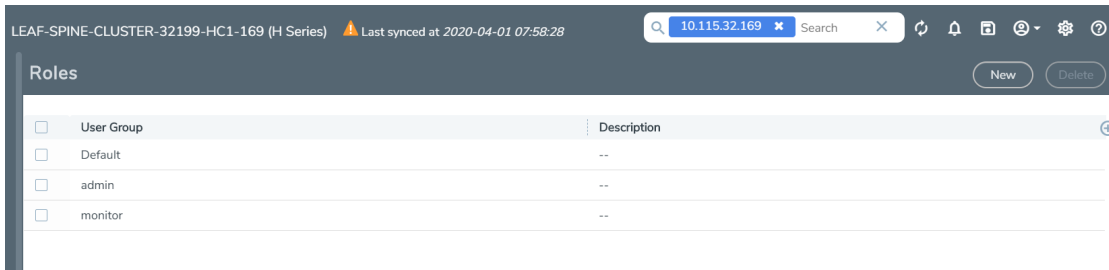 LEAF-SPINE-CLUSTER-32199-HC1-169 (H Series) Last synced at 2020-04-01 07:58:28 10.115.32.169 Search
Roles New Delete
User Group Description
Default --
admin --
monitor --